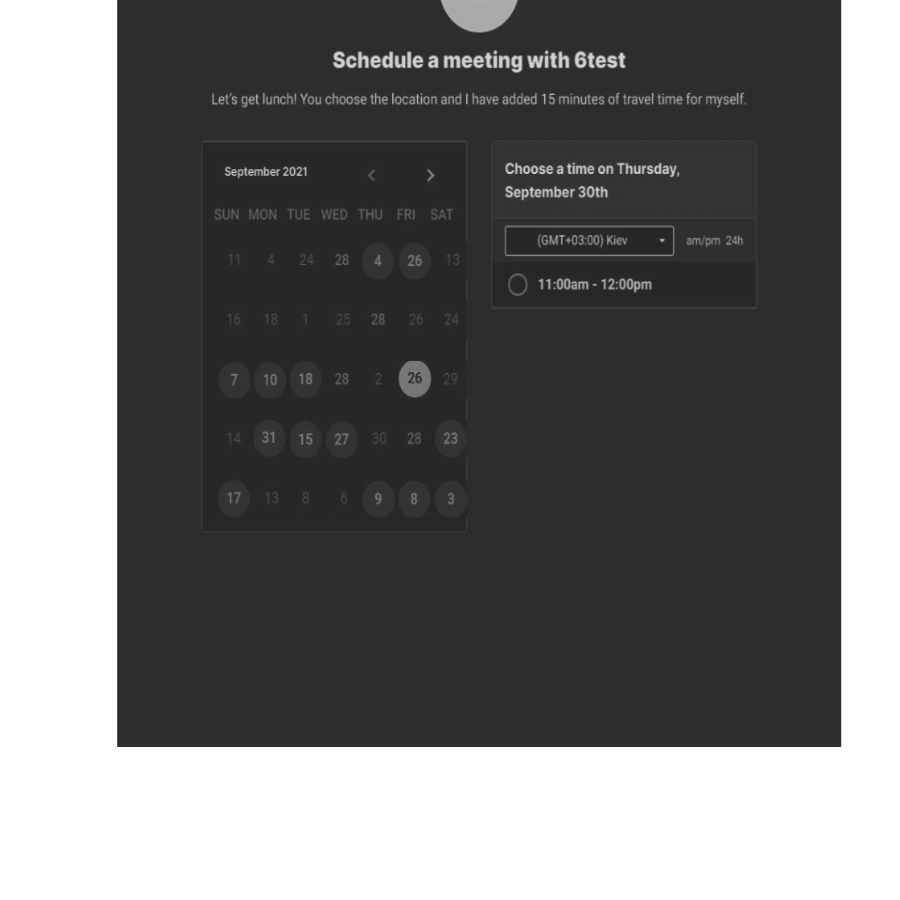 Schedule a meeting with 6test
Let's get lunch! You choose the location and I have added 15 minutes of travel time for myself.
September 2021
SUN MON TUE WED THU FRI SAT
11 4 24 28 4 26 13
16 18 1 25 28 26 24
7 10 18 28 2 26 29
14 31 15 27 30 28 23
17 13 8 6 9 8 3
Choose a time on Thursday,
September 30th
(GMT+03:00) Kiev am/pm 24h
11:00am - 12:00pm